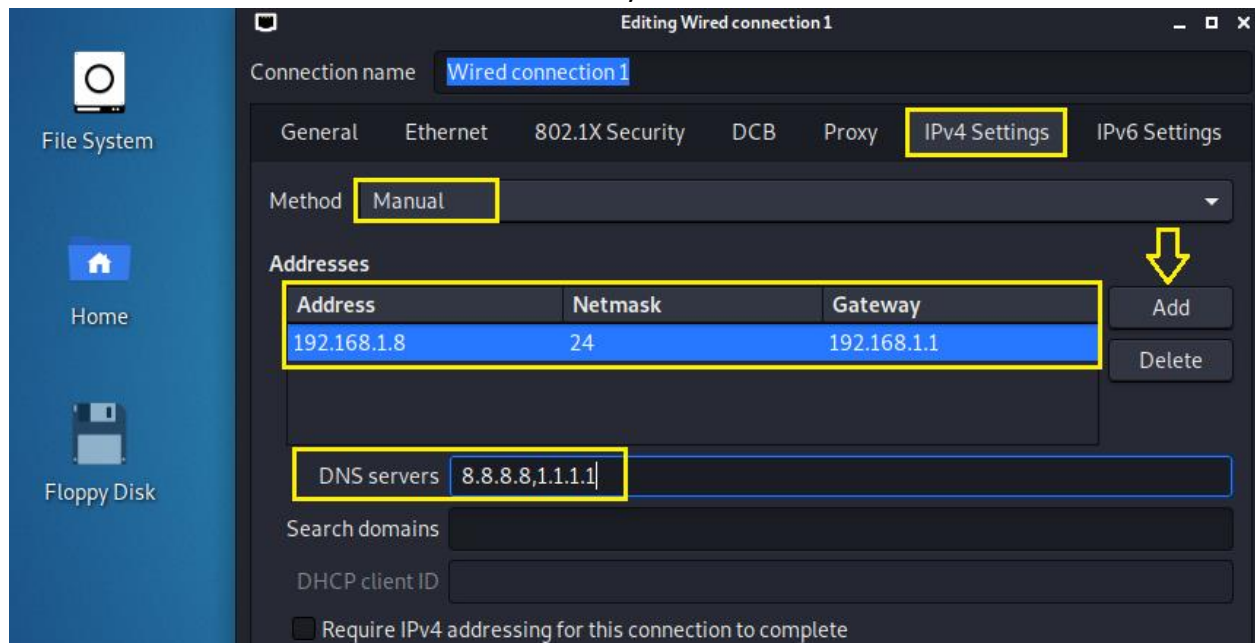 Editing Wired connection 1
Connection name Wired connection 1
File System
General Ethernet 802.1X Security DCB Proxy IPv4 Settings IPv6 Settings
Method Manual
Addresses
Address Netmask Gateway Add
Home
192.168.1.8 24 192.168.1.1
Delete
DNS servers 8.8.8.8,1.1.1.1
Floppy Disk
Search domains
DHCP client ID
Require IPv4 addressing for this connection to complete